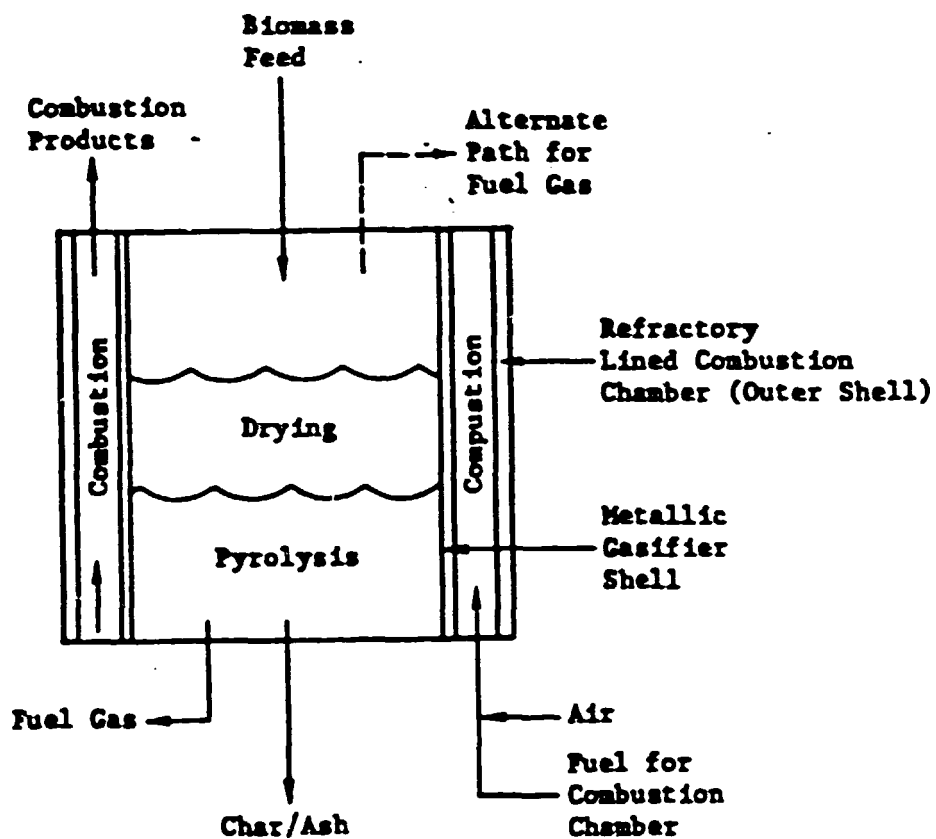 Biomass
Feed
Combustion
Products
Alternate
Path for
Fuel Gas
Combustion
Drying
Pyrolysis
Compustion
Refractory
Lined Combustion
Chamber (Outer Shell)
Metallic
Gasifier
Shell
Fuel Gas
Air
Char/Ash
Fuel for
Combustion
Chamber